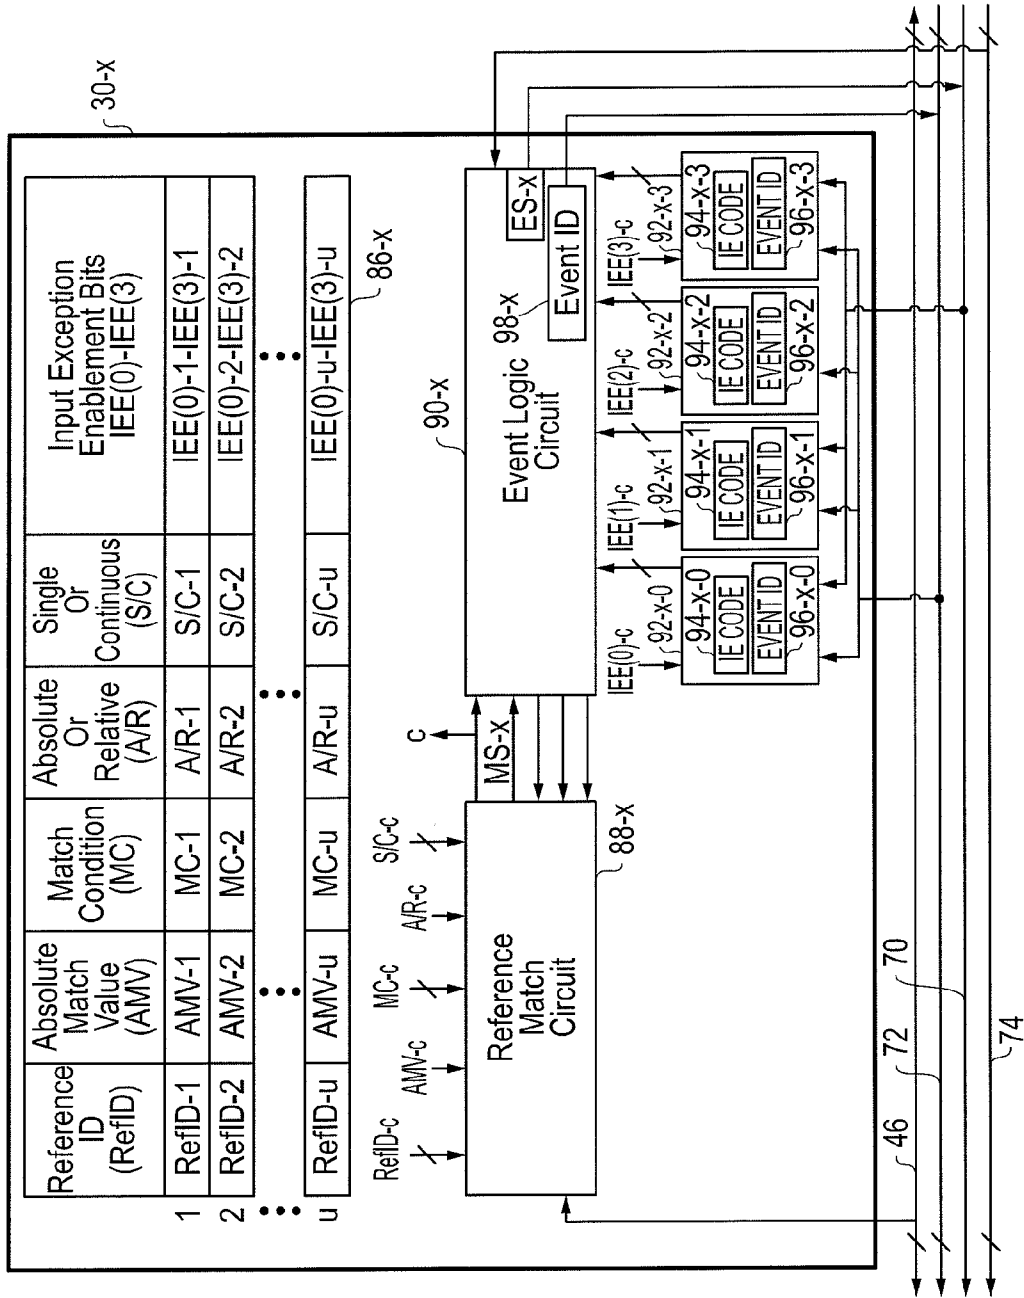 30-x
Reference
ID
(RefID)
Absolute
Match
Value
(AMV)
Match
Condition
(MC)
Absolute
Or
Relative
(A/R)
Single
Or
Continuous
(S/C)
Input Exception
Enablement Bits
IEE(0)-IEE(3)
1
RefID-1
AMV-1
MC-1
A/R-1
S/C-1
IEE(0)-1-IEE(3)-1
2
RefID-2
AMV-2
MC-2
A/R-2
S/C-2
IEE(0)-2-IEE(3)-2
u
RefID-u
AMV-u
MC-u
A/R-u
S/C-u
IEE(0)-u-IEE(3)-u
86-x
RefID-c
AMV-c
MC-c
A/R-c
S/C-c
c
MS-x
90-x
Reference
Match
Circuit
88-x
Event Logic
Circuit
98-x
Event ID
ES-x
IEE(0)-c
92-x-0
94-x-0
IE CODE
EVENT ID
96-x-0
IEE(1)-c
92-x-1
94-x-1
IE CODE
EVENT ID
96-x-1
IEE(2)-c
92-x-2
94-x-2
IE CODE
EVENT ID
96-x-2
IEE(3)-c
92-x-3
94-x-3
IE CODE
EVENT ID
96-x-3
46
72
70
74